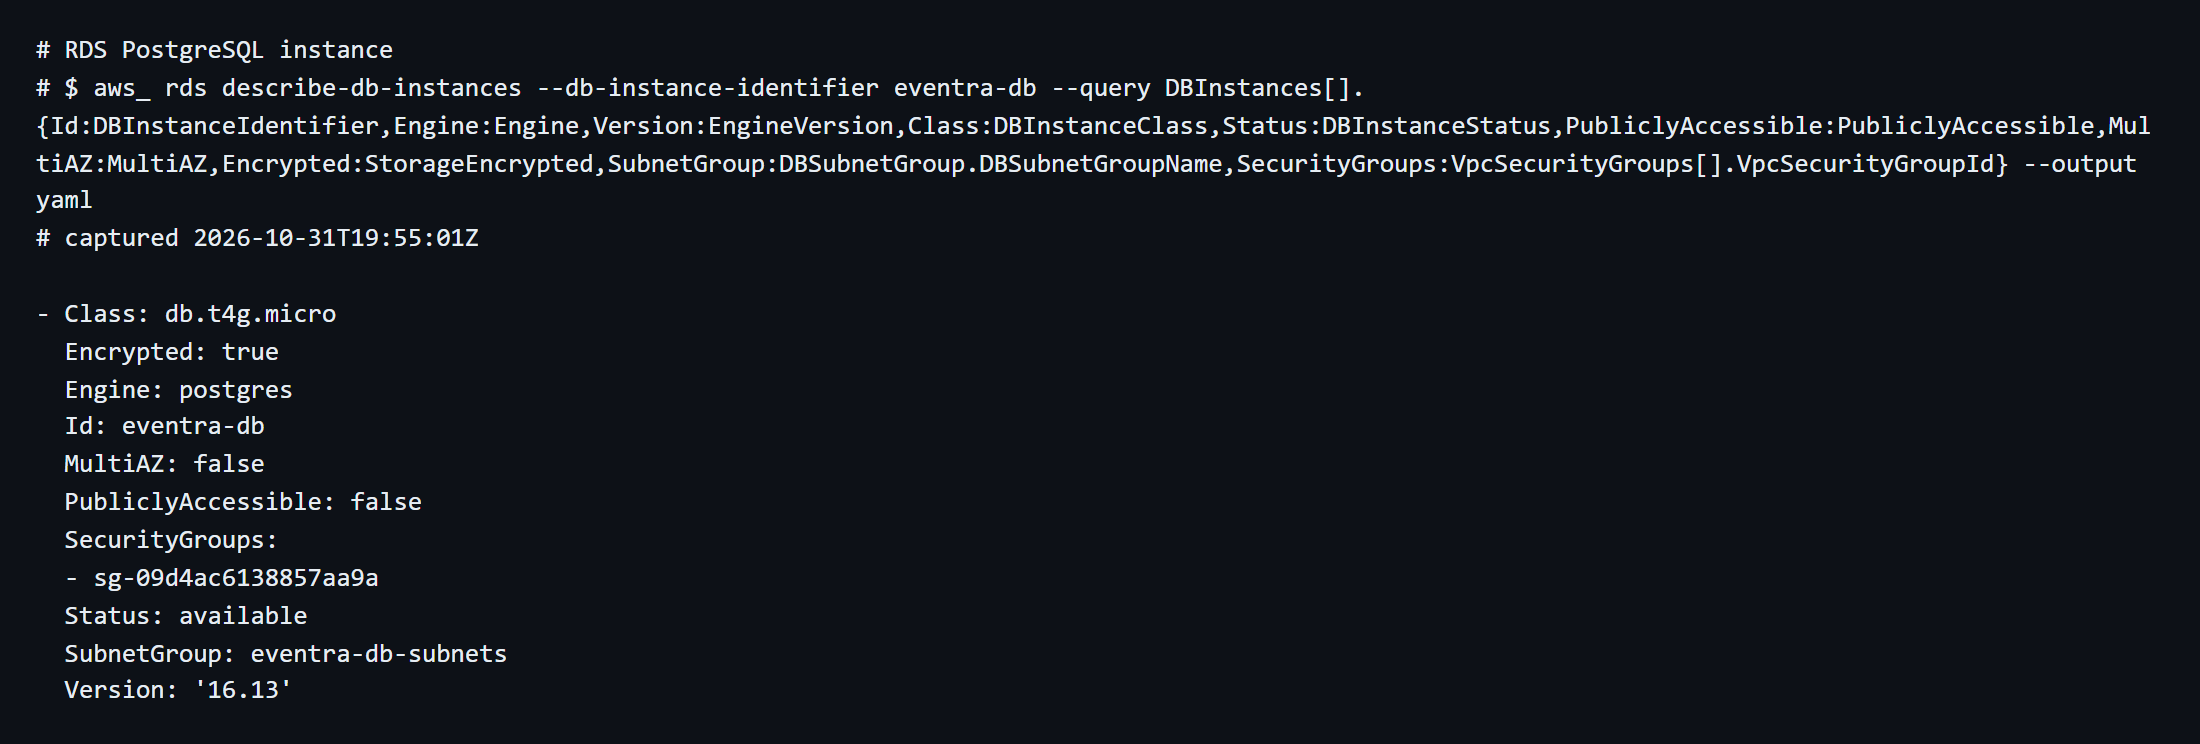 # RDS PostgreSQL instance
# $ aws_ rds describe-db-instances --db-instance-identifier eventra-db --query DBInstances[].
{Id:DBInstanceIdentifier,Engine:Engine,Version:EngineVersion,Class:DBInstanceClass,Status:DBInstanceStatus,PubliclyAccessible:PubliclyAccessible,Mul
tiAZ:MultiAZ,Encrypted:StorageEncrypted,SubnetGroup:DBSubnetGroup.DBSubnetGroupName,SecurityGroups:VpcSecurityGroups[].VpcSecurityGroupId} --output
yaml
# captured 2026-10-31T19:55:01Z

- Class: db.t4g.micro
  Encrypted: true
  Engine: postgres
  Id: eventra-db
  MultiAZ: false
  PubliclyAccessible: false
  SecurityGroups:
  - sg-09d4ac6138857aa9a
  Status: available
  SubnetGroup: eventra-db-subnets
  Version: '16.13'